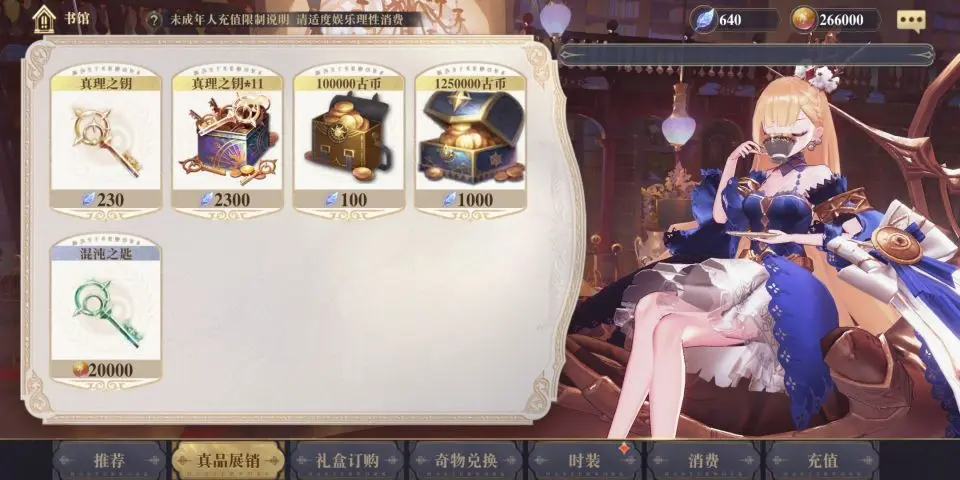 书馆
? 未成年人充值限制说明 请适度娱乐理性消费
640
266000
真理之钥
真理之钥*11
100000古币
1250000古币
230
2300
100
1000
混沌之匙
20000
推荐
真品展销
礼盒订购
奇物兑换
时装
消费
充值